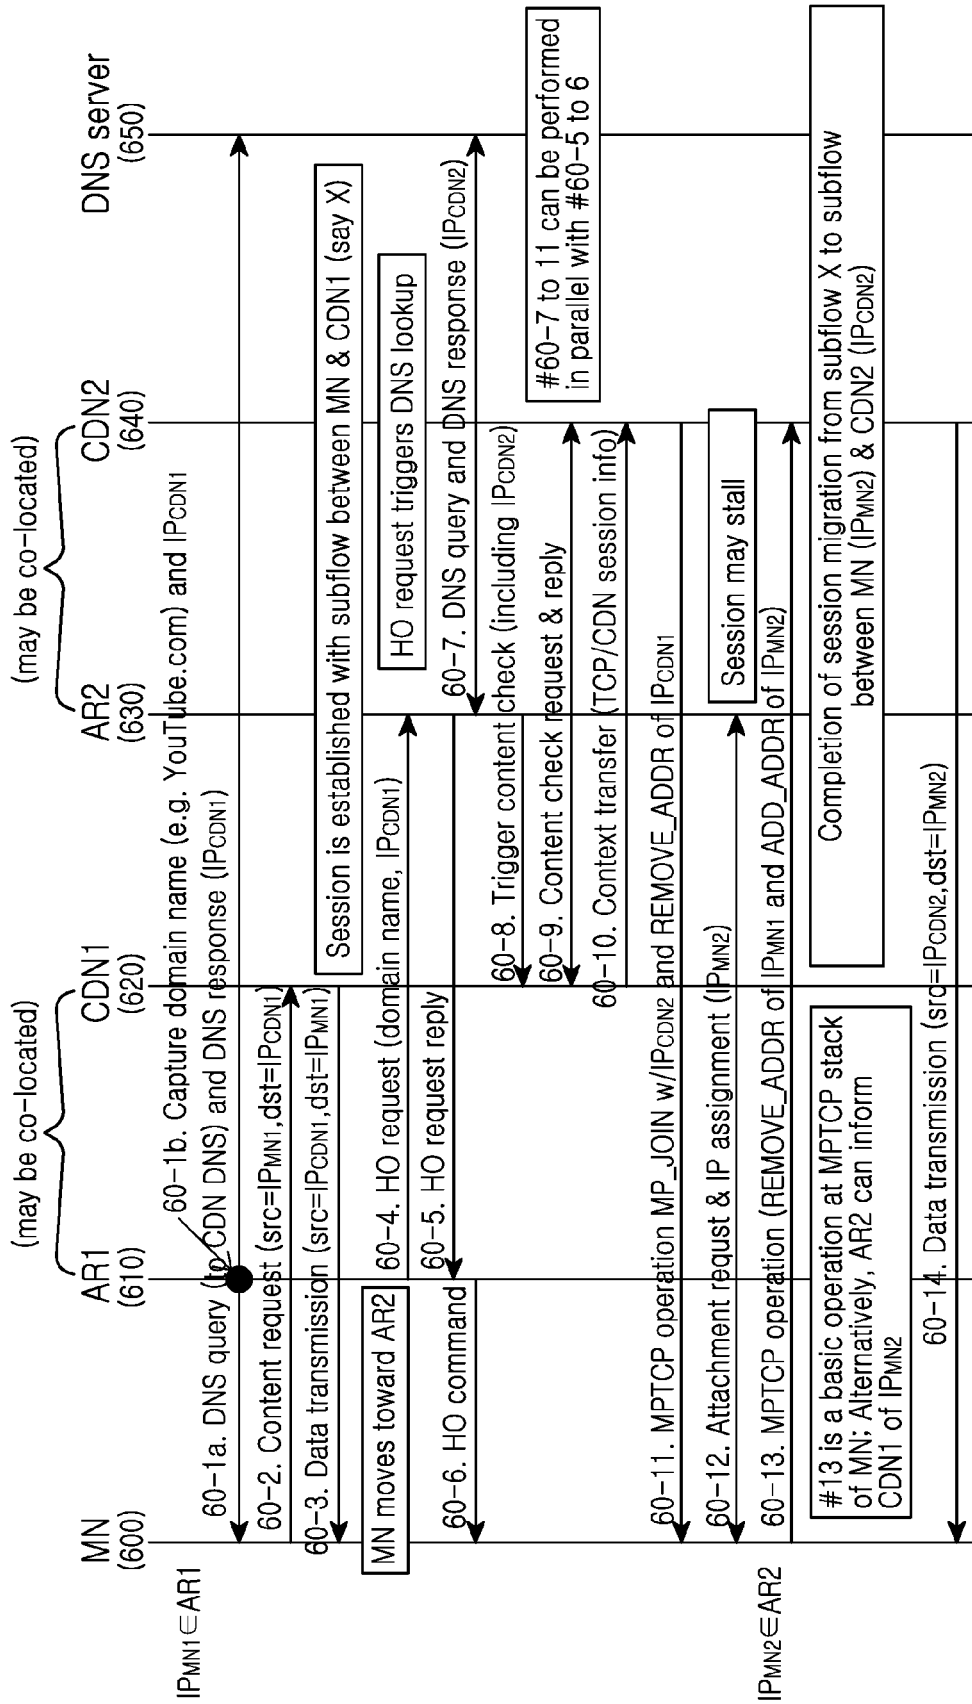 (may be co-located)
(may be co-located)
MN
(600)
AR1
(610)
CDN1
(620)
AR2
(630)
CDN2
(640)
DNS server
(650)
IPMN1∈AR1
60-1b. Capture domain name (e.g. YouTube.com) and IPCDN1
60-1a. DNS query (to CDN DNS) and DNS response (IPCDN1)
60-2. Content request (src=IPMN1,dst=IPCDN1)
60-3. Data transmission (src=IPCDN1,dst=IPMN1)
Session is established with subflow between MN & CDN1 (say X)
MN moves toward AR2
60-4. HO request (domain name, IPCDN1)
HO request triggers DNS lookup
60-5. HO request reply
60-6. HO command
60-7. DNS query and DNS response (IPCDN2)
60-8. Trigger content check (including IPCDN2)
#60-7 to 11 can be performed
in parallel with #60-5 to 6
60-9. Content check request & reply
60-10. Context transfer (TCP/CDN session info)
60-11. MPTCP operation MP_JOIN w/IPCDN2 and REMOVE_ADDR of IPCDN1
60-12. Attachment requst & IP assignment (IPMN2)
Session may stall
IPMN2∈AR2
60-13. MPTCP operation (REMOVE_ADDR of IPMN1 and ADD_ADDR of IPMN2)
#13 is a basic operation at MPTCP stack
of MN; Alternatively, AR2 can inform
CDN1 of IPMN2
Completion of session migration from subflow X to subflow
between MN (IPMN2) & CDN2 (IPCDN2)
60-14. Data transmission (src=IPCDN2,dst=IPMN2)